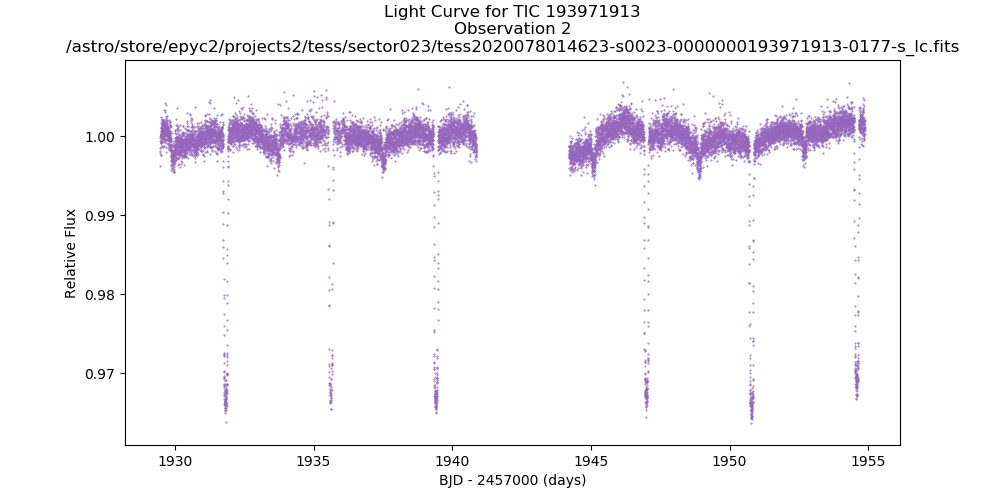 Light Curve for TIC 193971913
Observation 2
/astro/store/epyc2/projects2/tess/sector023/tess2020078014623-s0023-0000000193971913-0177-s_lc.fits
1.00
0.99
0.98
0.97
Relative Flux
1930
1935
1940
1945
1950
1955
BJD - 2457000 (days)